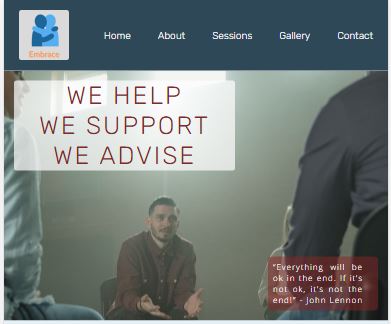 Embrace
Home About Sessions Gallery Contact
WE HELP
WE SUPPORT
WE ADVISE
"Everything will be
ok in the end. If it's
not ok, it's not the
end!" - John Lennon